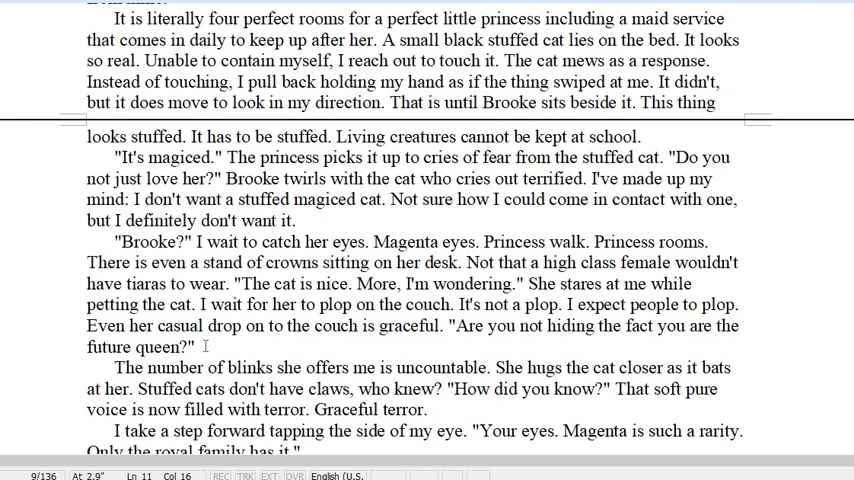 It is literally four perfect rooms for a perfect little princess including a maid service
that comes in daily to keep up after her. A small black stuffed cat lies on the bed. It looks
so real. Unable to contain myself, I reach out to touch it. The cat mews as a response.
Instead of touching, I pull back holding my hand as if the thing swiped at me. It didn't,
but it does move to look in my direction. That is until Brooke sits beside it. This thing
looks stuffed. It has to be stuffed. Living creatures cannot be kept at school.
"It's magiced." The princess picks it up to cries of fear from the stuffed cat. "Do you
not just love her?" Brooke twirls with the cat who cries out terrified. I've made up my
mind: I don't want a stuffed magiced cat. Not sure how I could come in contact with one,
but I definitely don't want it.
"Brooke?" I wait to catch her eyes. Magenta eyes. Princess walk. Princess rooms.
There is even a stand of crowns sitting on her desk. Not that a high class female wouldn't
have tiaras to wear. "The cat is nice. More, I'm wondering." She stares at me while
petting the cat. I wait for her to plop on the couch. It's not a plop. I expect people to plop.
Even her casual drop on to the couch is graceful. "Are you not hiding the fact you are the
future queen?"
The number of blinks she offers me is uncountable. She hugs the cat closer as it bats
at her. Stuffed cats don't have claws, who knew? "How did you know?" That soft pure
voice is now filled with terror. Graceful terror.
I take a step forward tapping the side of my eye. "Your eyes. Magenta is such a rarity.
Only the royal family has it."
9/136 At 2.9" Ln 11 Col 16 REC TRK EXT OVR English (U.S.